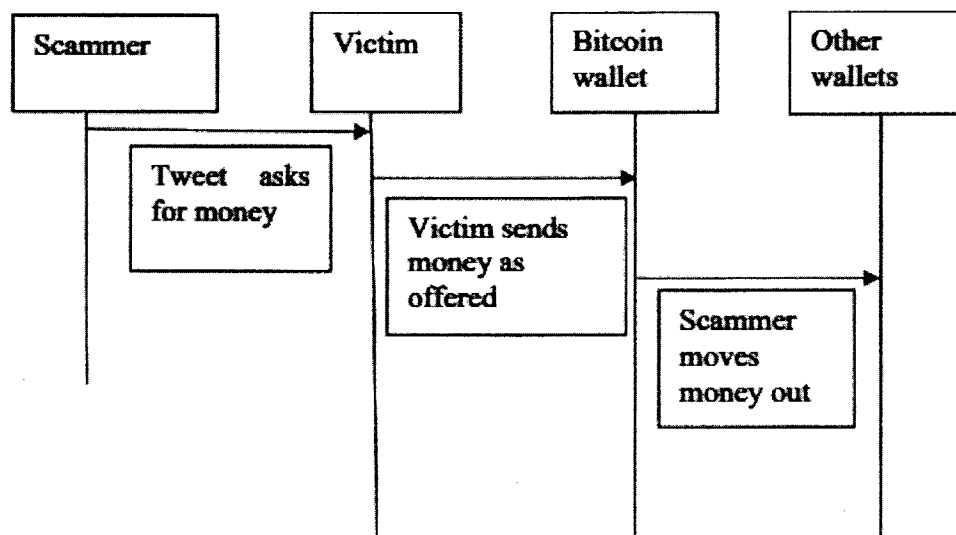 Scammer
Victim
Bitcoin
wallet
Other
wallets
Tweet asks
for money
Victim sends
money as
offered
Scammer
moves
money out